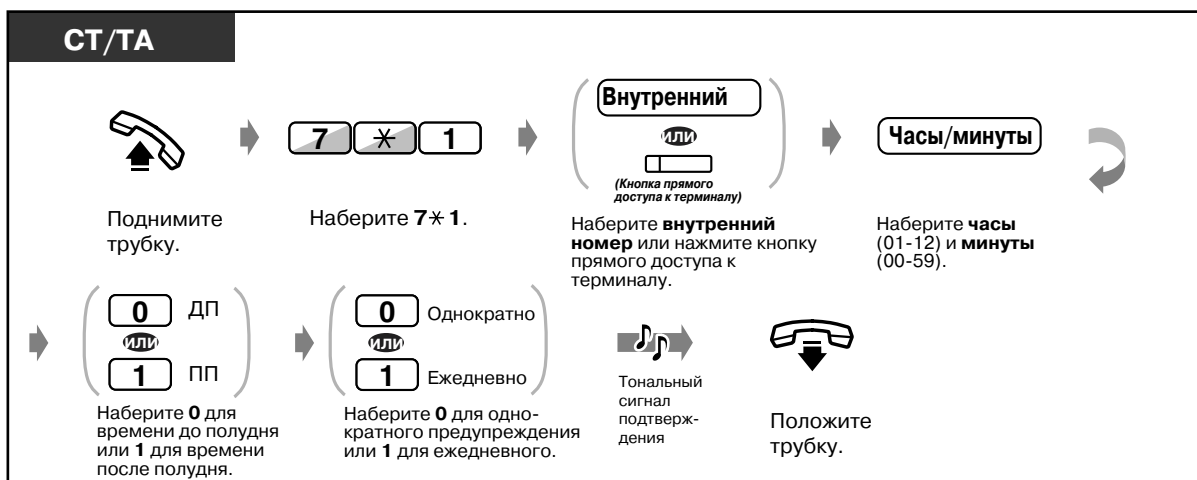 СТ/ТА
Поднимите
трубку.
7 * 1
Наберите 7* 1.
Внутренний
или
(Кнопка прямого
доступа к терминалу)
Наберите внутренний
номер или нажмите кнопку
прямого доступа к
терминалу.
Часы/минуты
Наберите часы
(01-12) и минуты
(00-59).
0 ДП
или
1 ПП
Наберите 0 для
времени до полудня
или 1 для времени
после полудня.
0 Однократно
или
1 Ежедневно
Наберите 0 для одно-
кратного предупреждения
или 1 для ежедневного.
Тональный
сигнал
подтверж-
дения
Положите
трубку.